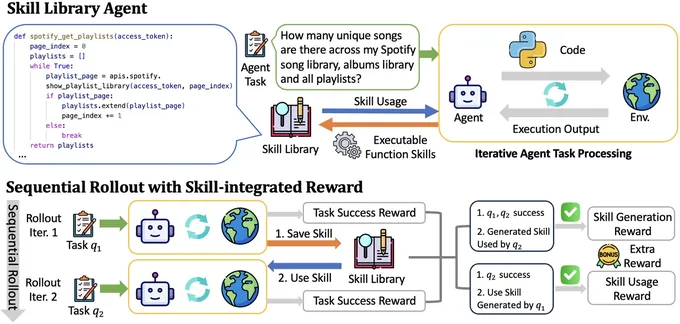 Skill Library Agent
def spotify_get_playlists(access_token):
page_index = 0
playlists = []
while True:
playlist_page = apis.spotify.
show_playlist_library(access_token, page_index)
if playlist_page:
playlists.extend(playlist_page)
page_index += 1
else:
break
return playlists
...
Agent
Task
How many unique songs
are there across my Spotify
song library, albums library
and all playlists?
Skill Library
Skill Usage
Executable
Function Skills
Code
Agent
Env.
Execution Output
Iterative Agent Task Processing
Sequential Rollout with Skill-integrated Reward
Sequential Rollout
Rollout
Iter. 1
Task q₁
Task Success Reward
1. Save Skill
Skill Library
2. Use Skill
Rollout
Iter. 2
Task q₂
Task Success Reward
1. q₁, q₂ success
2. Generated Skill
Used by q₂
Skill Generation
Reward
BONUS
Extra
Reward
1. q₂ success
2. Use Skill
Generated by q₁
Skill Usage
Reward